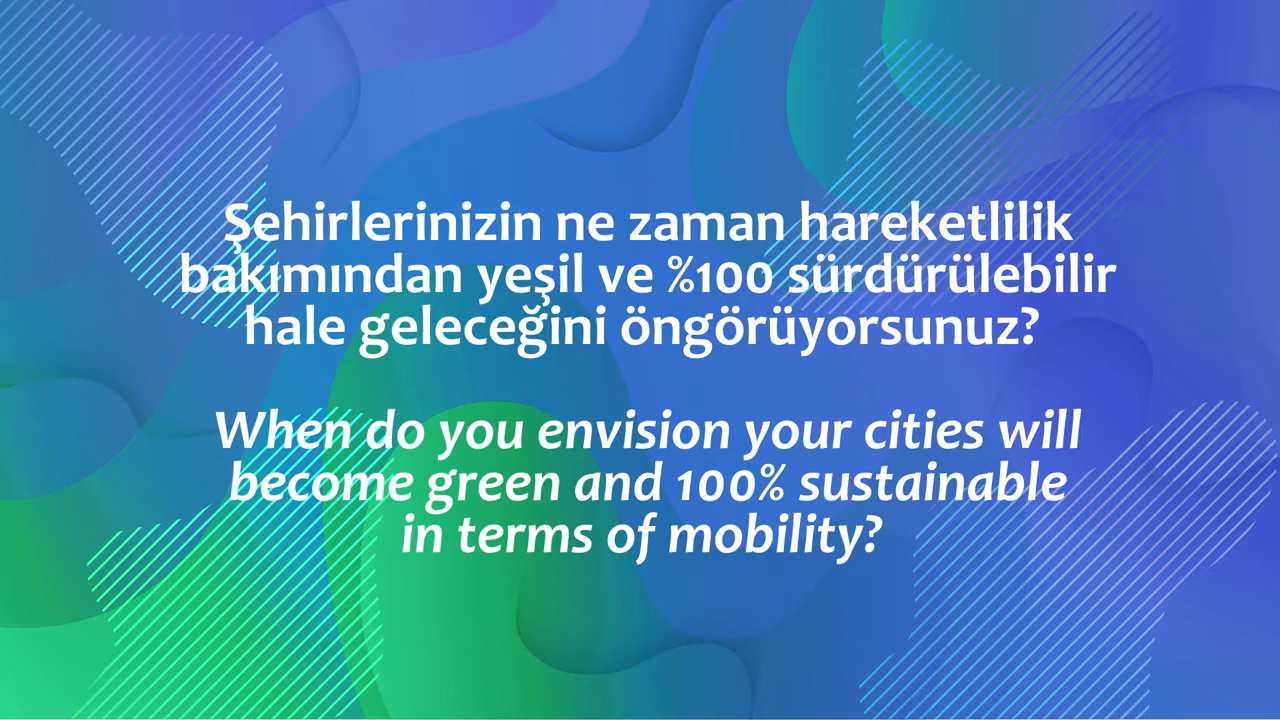 Şehirlerinizin ne zaman hareketlilik
bakımından yeşil ve %100 sürdürülebilir
hale geleceğini öngörüyorsunuz?
When do you envision your cities will
become green and 100% sustainable
in terms of mobility?